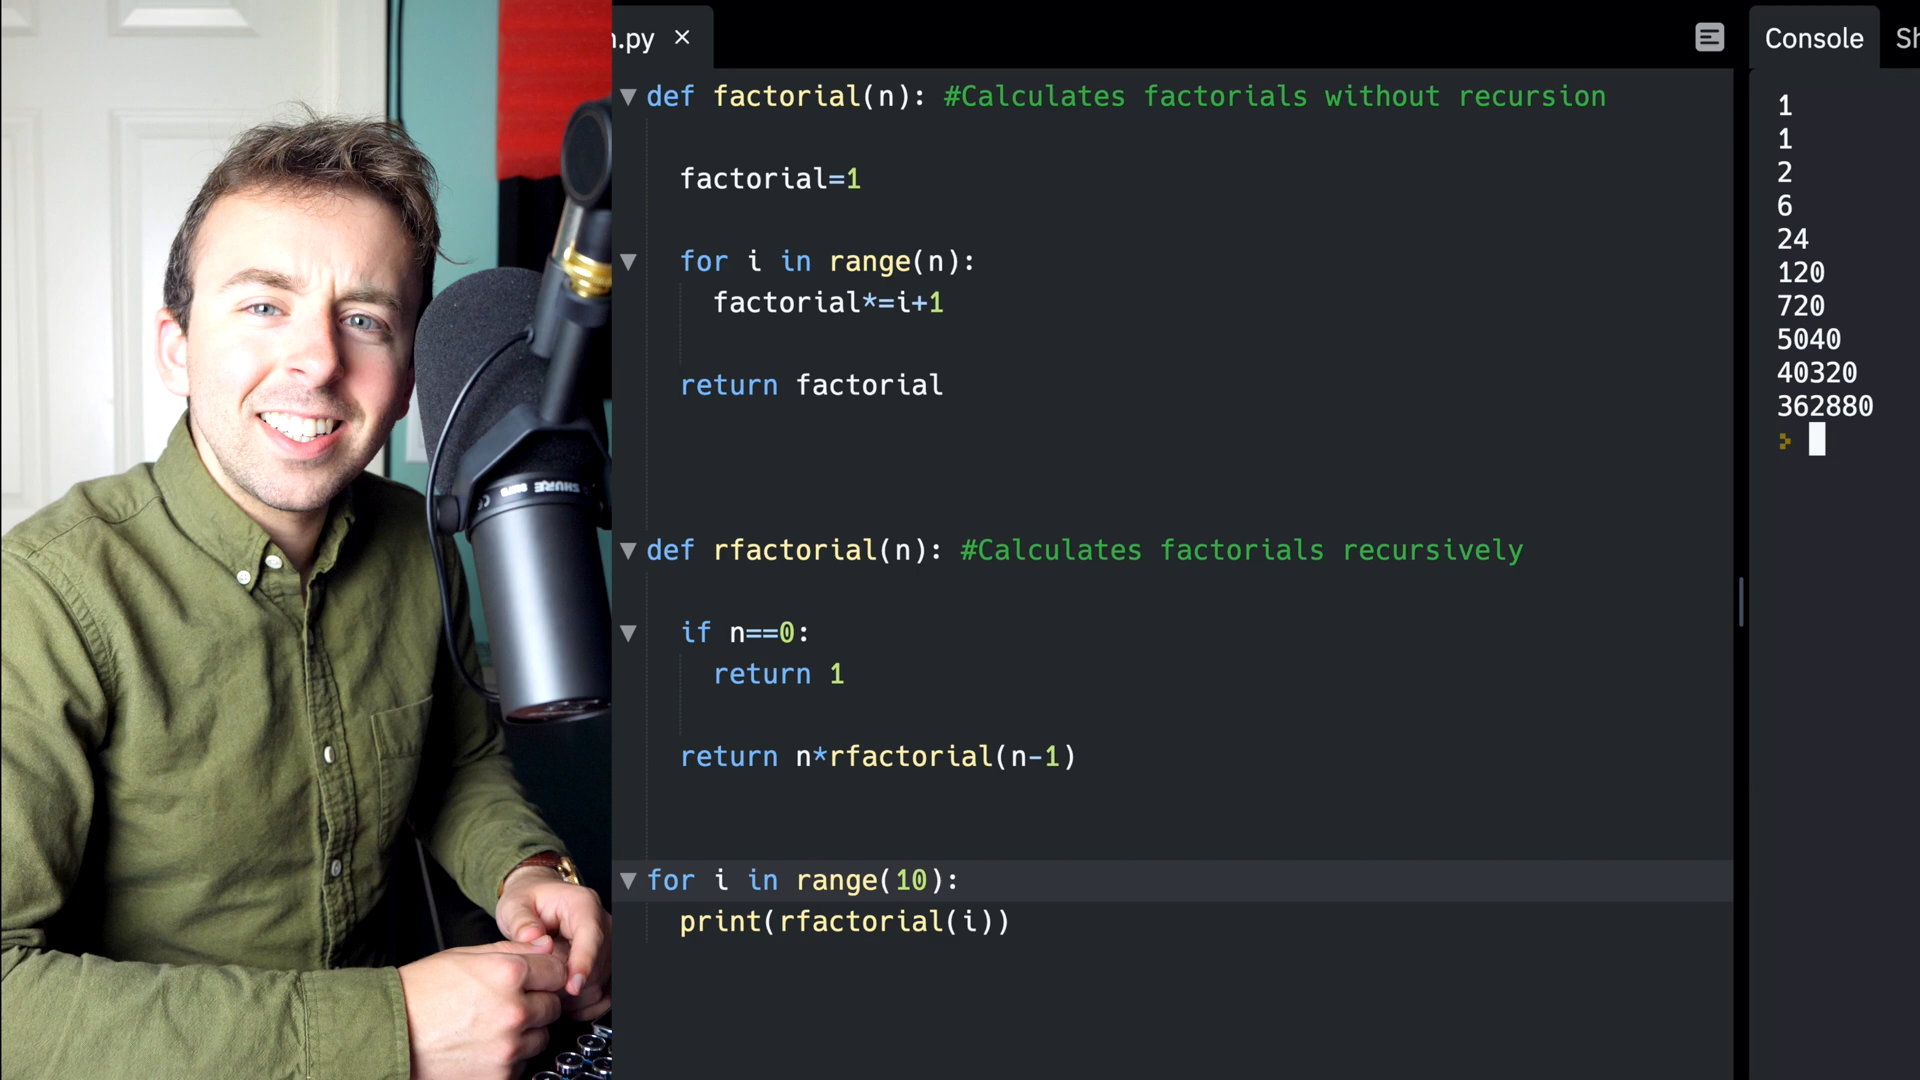 n.py ×
def factorial(n): #Calculates factorials without recursion
factorial=1
for i in range(n):
factorial*=i+1
return factorial
def rfactorial(n): #Calculates factorials recursively
if n==0:
return 1
return n*rfactorial(n-1)
for i in range(10):
print(rfactorial(i))
Console
1
1
2
6
24
120
720
5040
40320
362880
SHURE